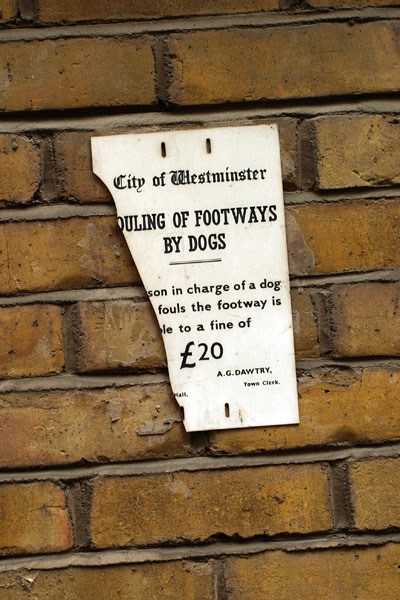 City of Westminster
OULING OF FOOTWAYS
BY DOGS
son in charge of a dog
fouls the footway is
le to a fine of
£20
A.G. DAWTRY,
Town Clerk.
Hall.